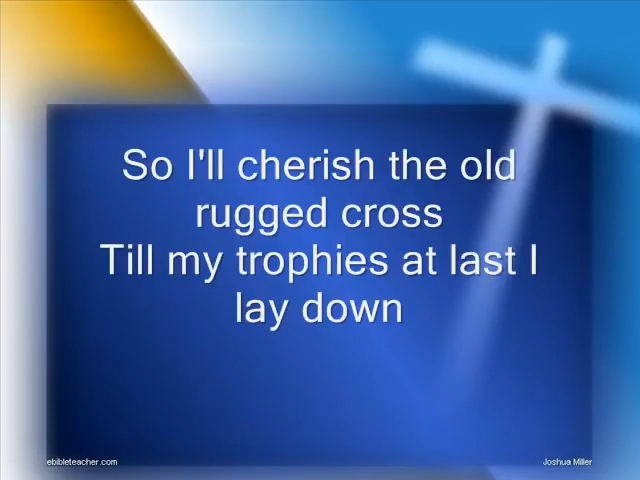 So I'll cherish the old
rugged cross
Till my trophies at last I
lay down
ebibleteacher.com
Joshua Miller